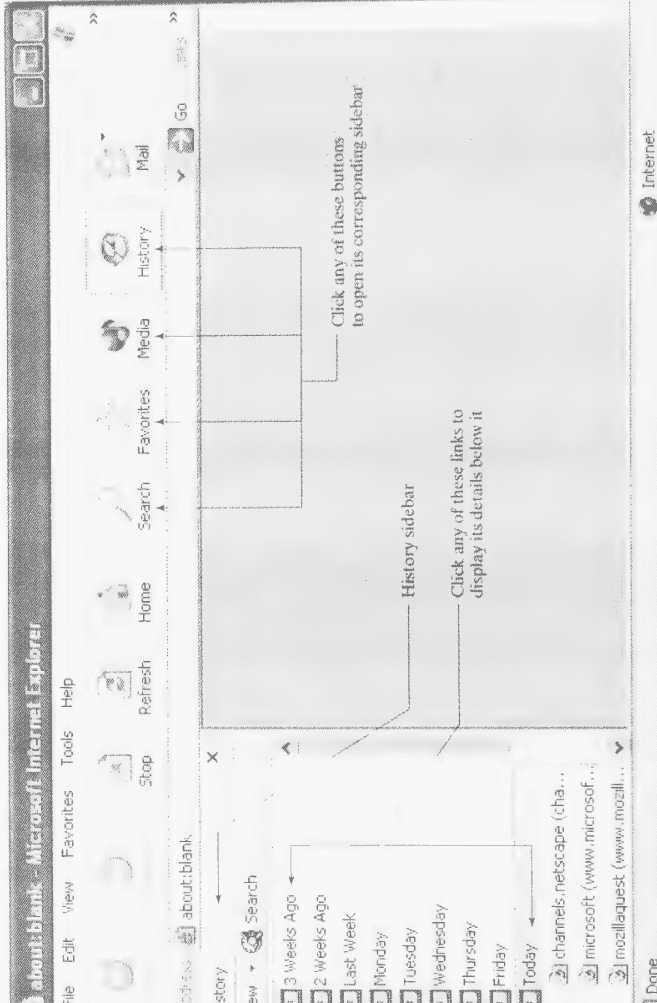 about:blank - Microsoft Internet Explorer
Edit View Favorites Tools Help
Stop Refresh Home Search Favorites Media History Mail
about:blank Go
Search
3 Weeks Ago
2 Weeks Ago
Last Week
Monday
Tuesday
Wednesday
Thursday
Friday
Today
channels.netscape (cha...
microsoft (www.microsof...
mozillaquest (www.mozill...
Click any of these buttons
to open its corresponding sidebar
History sidebar
Click any of these links to
display its details below it
Done Internet